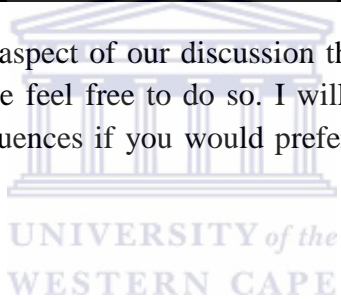 aspect of our discussion th
e feel free to do so. I will
uences if you would prefe
UNIVERSITY of the
WESTERN CAPE